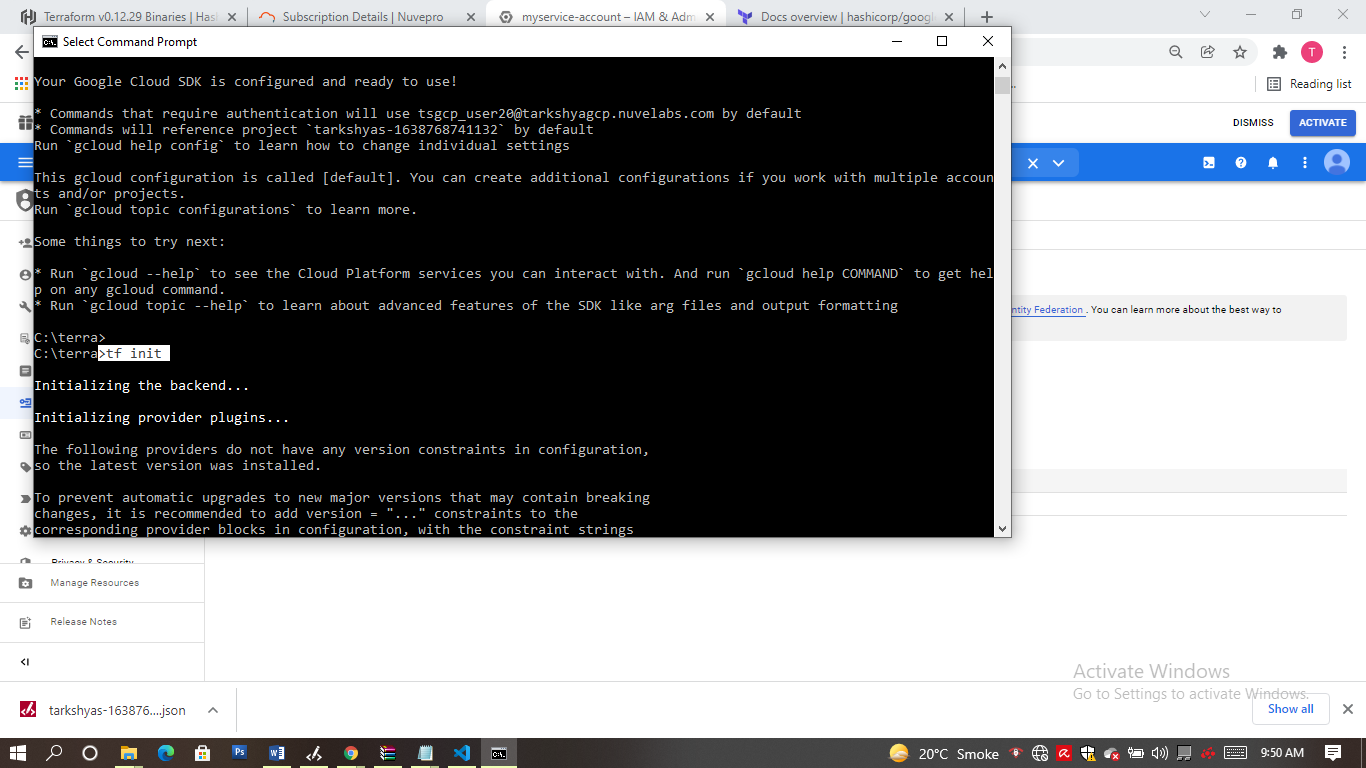 Terraform v0.12.29 Binaries | Has
Subscription Details | Nuvepro
myservice-account – IAM & Adm
Docs overview | hashicorp/goog
Select Command Prompt
T
Reading list
DISMISS
ACTIVATE
Your Google Cloud SDK is configured and ready to use!
* Commands that require authentication will use tsgcp_user20@tarkshyagcp.nuvelabs.com by default
* Commands will reference project `tarkshyas-1638768741132` by default
Run `gcloud help config` to learn how to change individual settings
This gcloud configuration is called [default]. You can create additional configurations if you work with multiple accoun
ts and/or projects.
Run `gcloud topic configurations` to learn more.
Some things to try next:
* Run `gcloud --help` to see the Cloud Platform services you can interact with. And run `gcloud help COMMAND` to get hel
p on any gcloud command.
* Run `gcloud topic --help` to learn about advanced features of the SDK like arg files and output formatting
ntity Federation . You can learn more about the best way to
C:\terra>
C:\terra>tf init
Initializing the backend...
Initializing provider plugins...
The following providers do not have any version constraints in configuration,
so the latest version was installed.
To prevent automatic upgrades to new major versions that may contain breaking
changes, it is recommended to add version = "..." constraints to the
corresponding provider blocks in configuration, with the constraint strings
Privacy & Security
Manage Resources
Release Notes
Activate Windows
Go to Settings to activate Windows.
tarkshyas-163876....json
Show all
20°C Smoke
9:50 AM